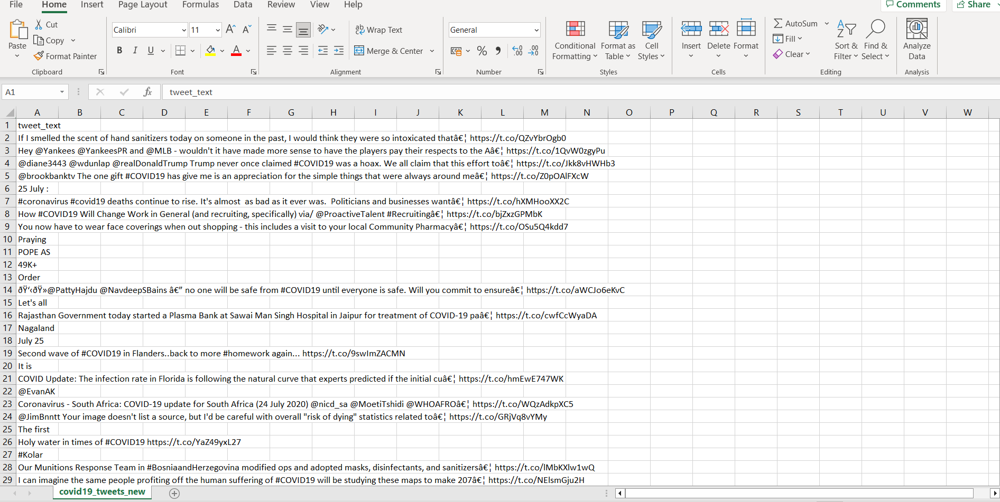 File Home Insert Page Layout Formulas Data Review View Help Comments Share
Paste Cut Copy Format Painter Clipboard
Calibri 11 B I U A Font
Wrap Text Merge & Center Alignment
General % Number
Conditional Formatting Format as Table Cell Styles Styles
Insert Delete Format Cells
AutoSum Fill Clear Sort & Filter Find & Select Editing
Analyze Data Analysis
A1 fx tweet_text
A B C D E F G H I J K L M N O P Q R S T U V W
1 tweet_text
2 If I smelled the scent of hand sanitizers today on someone in the past, I would think they were so intoxicated thatâ€¦ https://t.co/QZvYbrOgb0
3 Hey @Yankees @YankeesPR and @MLB - wouldn't it have made more sense to have the players pay their respects to the Aâ€¦ https://t.co/1QvW0zgyPu
4 @diane3443 @wdunlap @realDonaldTrump Trump never once claimed #COVID19 was a hoax. We all claim that this effort toâ€¦ https://t.co/Jkk8vHWHb3
5 @brookbanktv The one gift #COVID19 has give me is an appreciation for the simple things that were always around meâ€¦ https://t.co/Z0pOAlFXcW
6 25 July :
7 #coronavirus #covid19 deaths continue to rise. It's almost  as bad as it ever was.  Politicians and businesses wantâ€¦ https://t.co/hXMHooXX2C
8 How #COVID19 Will Change Work in General (and recruiting, specifically) via/ @ProactiveTalent #Recruitingâ€¦ https://t.co/bjZxzGPMbK
9 You now have to wear face coverings when out shopping - this includes a visit to your local Community Pharmacyâ€¦ https://t.co/OSu5Q4kdd7
10 Praying
11 POPE AS
12 49K+
13 Order
14 ðŸ‘‹ðŸ»@PattyHajdu @NavdeepSBains â€” no one will be safe from #COVID19 until everyone is safe. Will you commit to ensureâ€¦ https://t.co/aWCJo6eKvC
15 Let's all
16 Rajasthan Government today started a Plasma Bank at Sawai Man Singh Hospital in Jaipur for treatment of COVID-19 paâ€¦ https://t.co/cwfCcWyaDA
17 Nagaland
18 July 25
19 Second wave of #COVID19 in Flanders..back to more #homework again... https://t.co/9swImZACMN
20 It is
21 COVID Update: The infection rate in Florida is following the natural curve that experts predicted if the initial cuâ€¦ https://t.co/hmEwE747WK
22 @EvanAK
23 Coronavirus - South Africa: COVID-19 update for South Africa (24 July 2020) @nicd_sa @MoetiTshidi @WHOAFROâ€¦ https://t.co/WQzAdkpXC5
24 @JimBnntt Your image doesn't list a source, but I'd be careful with overall "risk of dying" statistics related toâ€¦ https://t.co/GRjVq8vYMy
25 The first
26 Holy water in times of #COVID19 https://t.co/YaZ49yxL27
27 #Kolar
28 Our Munitions Response Team in #BosniaandHerzegovina modified ops and adopted masks, disinfectants, and sanitizersâ€¦ https://t.co/lMbKXlw1wQ
29 I can imagine the same people profiting off the human suffering of #COVID19 will be studying these maps to make 207â€¦ https://t.co/NElsmGju2H
covid19_tweets_new